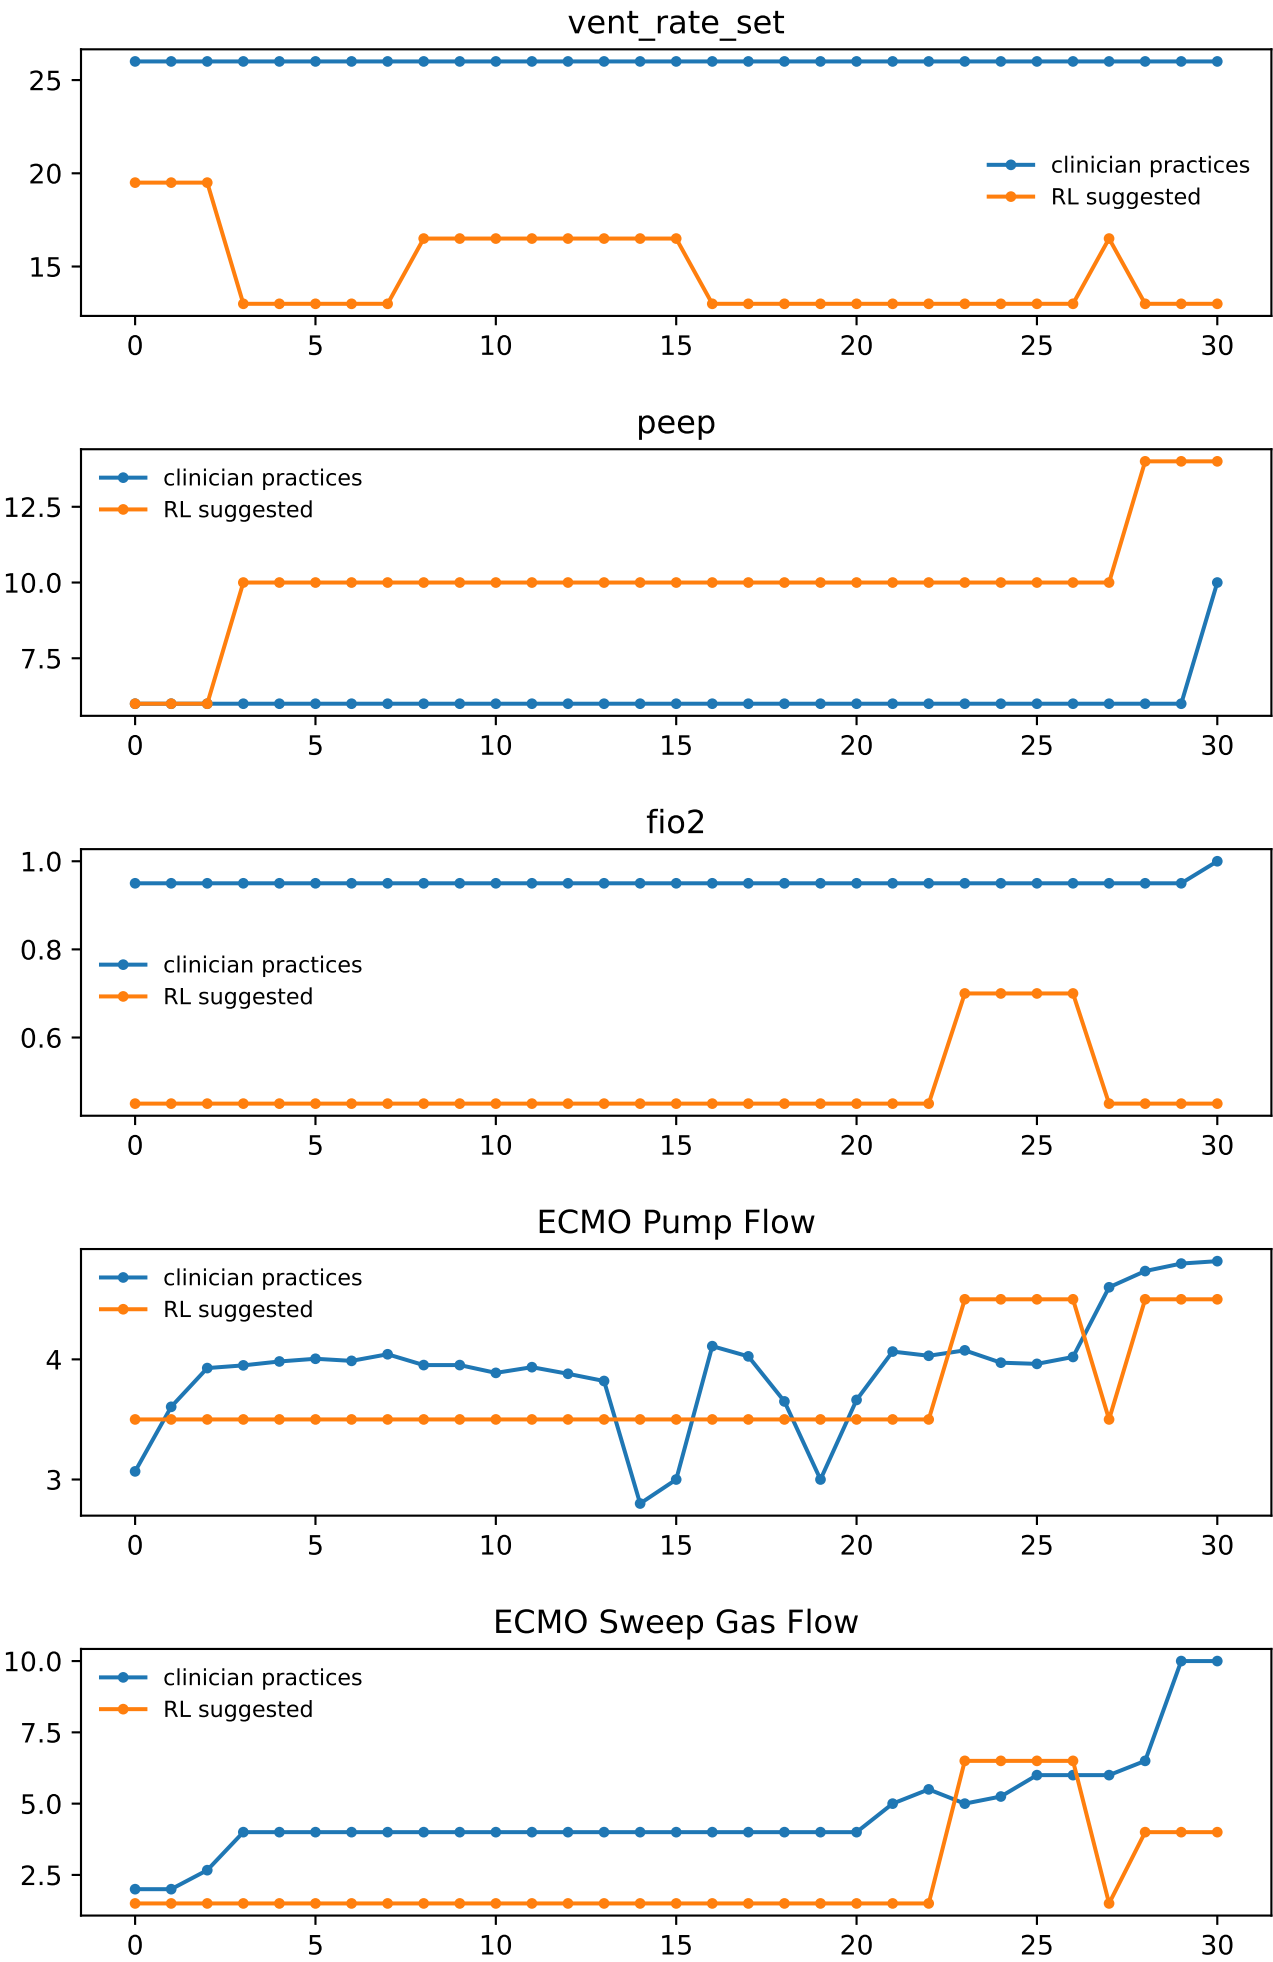 vent_rate_set
25
20
15
clinician practices
RL suggested
0 5 10 15 20 25 30
peep
12.5
10.0
7.5
clinician practices
RL suggested
0 5 10 15 20 25 30
fio2
1.0
0.8
0.6
clinician practices
RL suggested
0 5 10 15 20 25 30
ECMO Pump Flow
4
3
clinician practices
RL suggested
0 5 10 15 20 25 30
ECMO Sweep Gas Flow
10.0
7.5
5.0
2.5
clinician practices
RL suggested
0 5 10 15 20 25 30